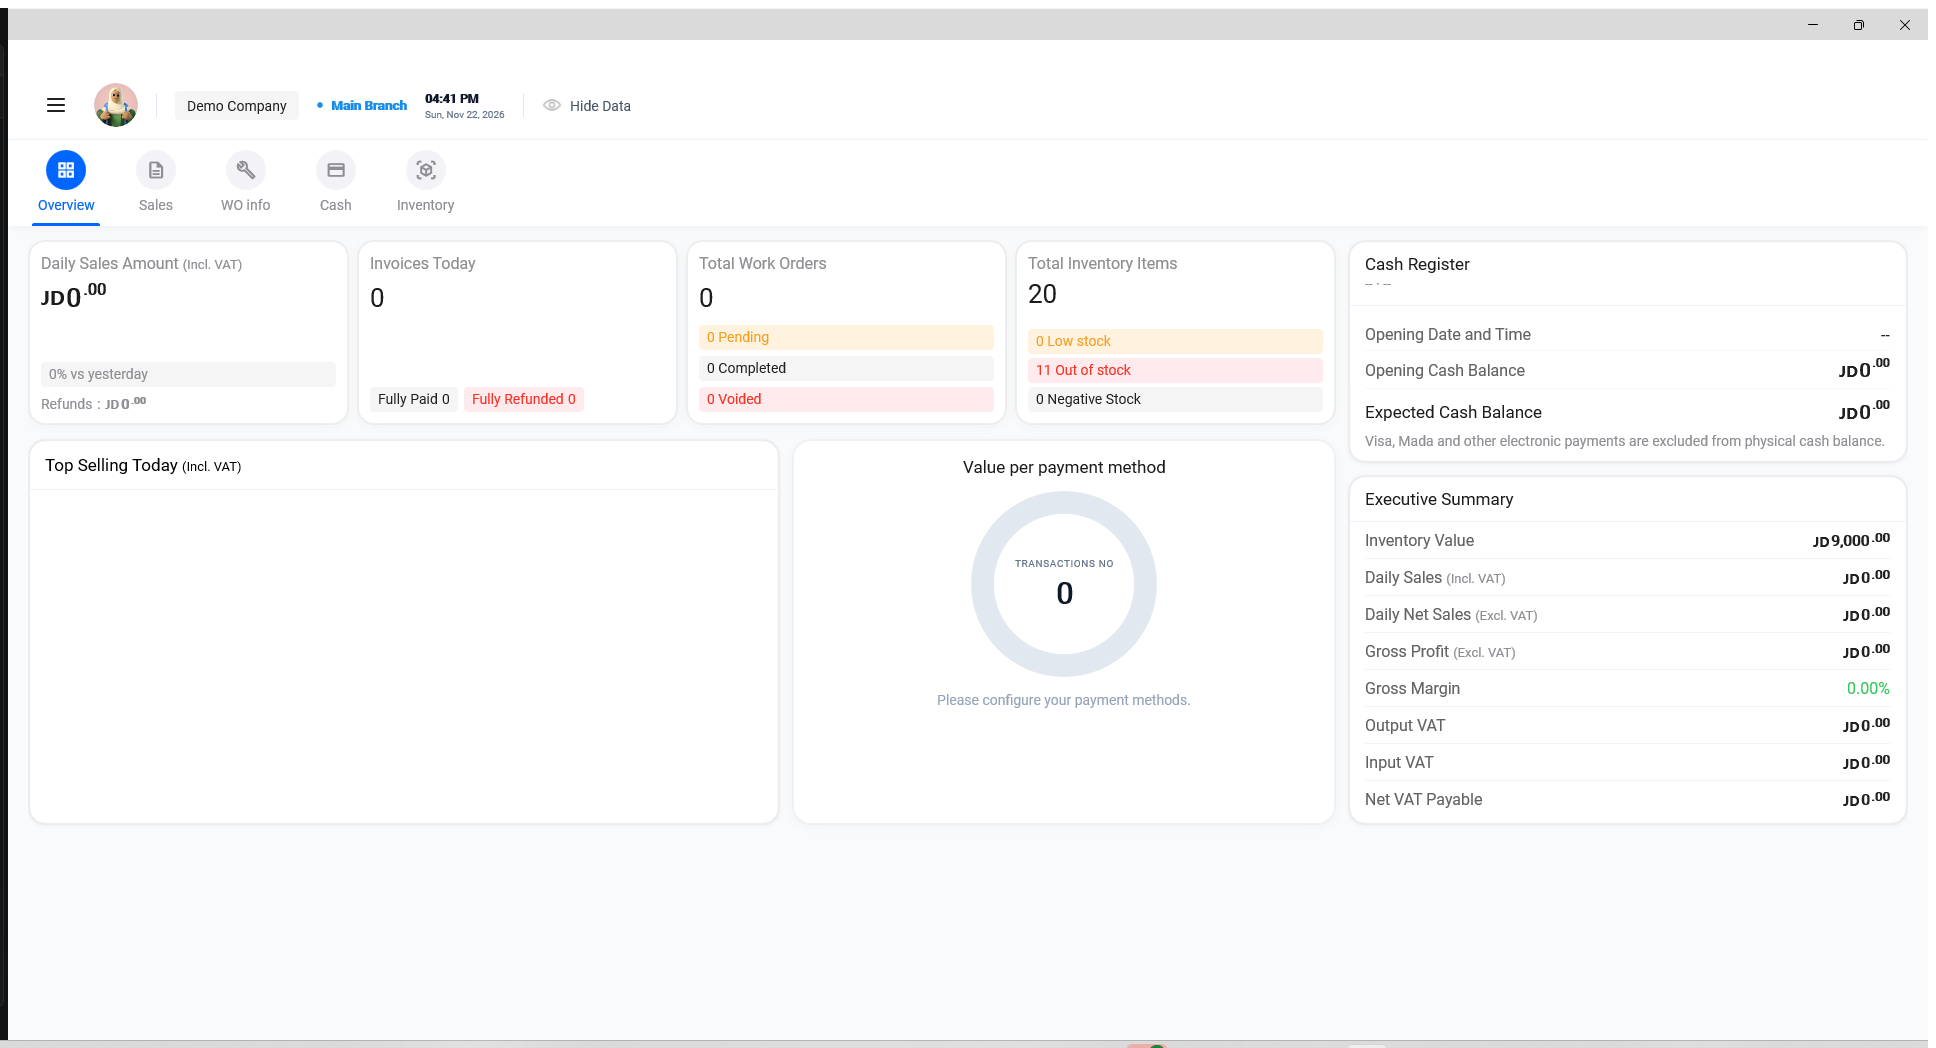 Demo Company
• Main Branch
04:41 PM
Sun, Nov 22, 2026
Hide Data
Overview
Sales
WO info
Cash
Inventory
Daily Sales Amount (Incl. VAT)
JD0.00
0% vs yesterday
Refunds : JD0.00
Invoices Today
0
Fully Paid 0
Fully Refunded 0
Total Work Orders
0
0 Pending
0 Completed
0 Voided
Total Inventory Items
20
0 Low stock
11 Out of stock
0 Negative Stock
Cash Register
-- · --
Opening Date and Time --
Opening Cash Balance JD0.00
Expected Cash Balance JD0.00
Visa, Mada and other electronic payments are excluded from physical cash balance.
Top Selling Today (Incl. VAT)
Value per payment method
TRANSACTIONS NO
0
Please configure your payment methods.
Executive Summary
Inventory Value JD9,000.00
Daily Sales (Incl. VAT) JD0.00
Daily Net Sales (Excl. VAT) JD0.00
Gross Profit (Excl. VAT) JD0.00
Gross Margin 0.00%
Output VAT JD0.00
Input VAT JD0.00
Net VAT Payable JD0.00